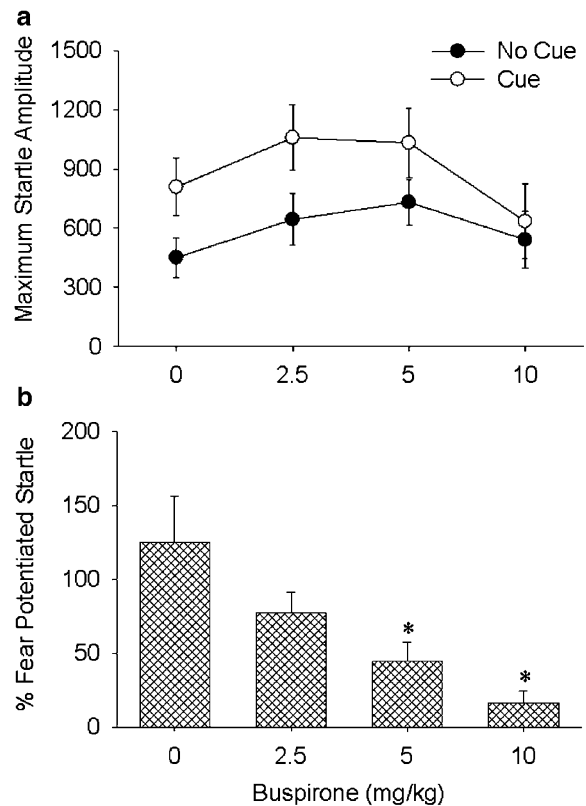 a
No Cue
Cue
Maximum Startle Amplitude
1500
1200
900
600
300
0
0 2.5 5 10
b
% Fear Potentiated Startle
200
150
100
50
0
* *
0 2.5 5 10
Buspirone (mg/kg)